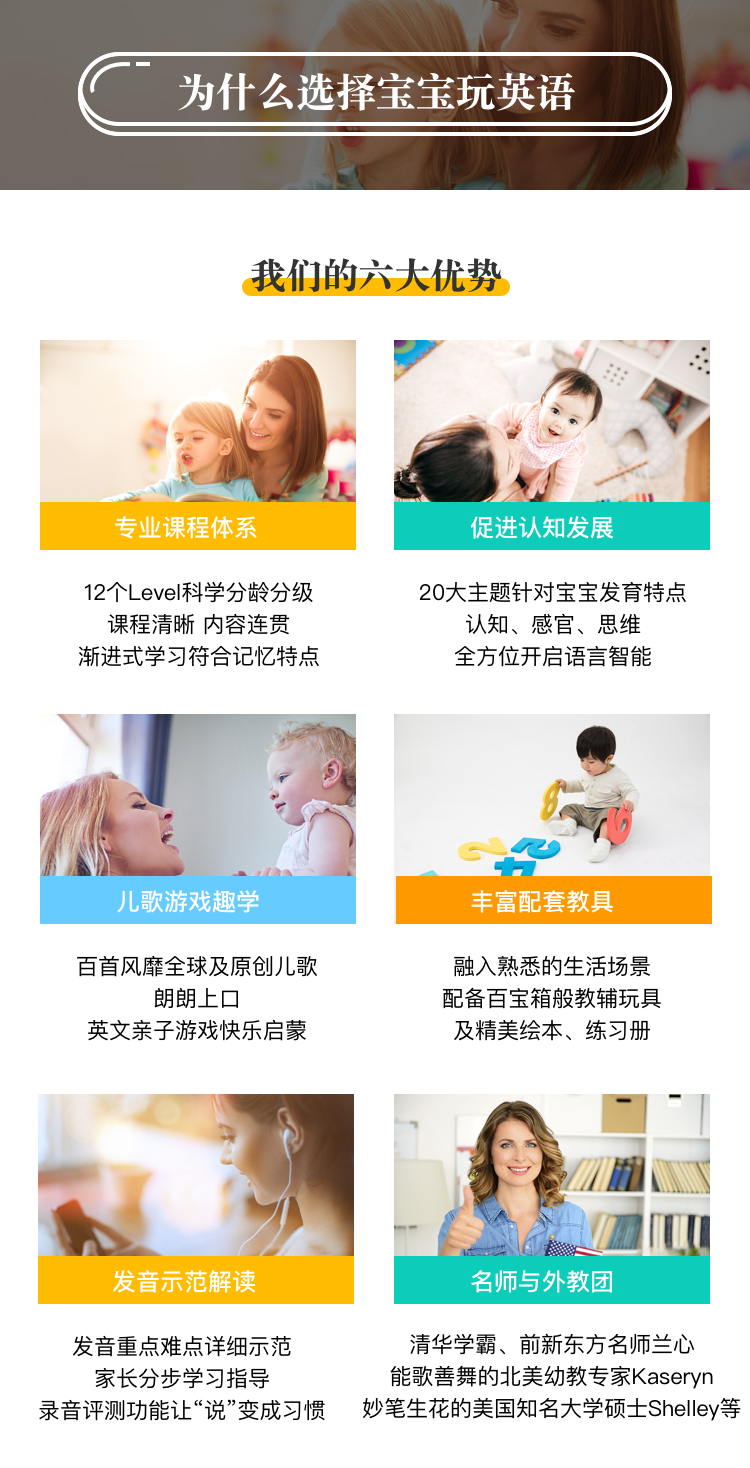 为什么选择宝宝玩英语
我们的六大优势
专业课程体系
12个Level科学分龄分级
课程清晰 内容连贯
渐进式学习符合记忆特点
促进认知发展
20大主题针对宝宝发育特点
认知、感官、思维
全方位开启语言智能
儿歌游戏趣学
百首风靡全球及原创儿歌
朗朗上口
英文亲子游戏快乐启蒙
丰富配套教具
融入熟悉的生活场景
配备百宝箱般教辅玩具
及精美绘本、练习册
发音示范解读
发音重点难点详细示范
家长分步学习指导
录音评测功能让“说”变成习惯
名师与外教团
清华学霸、前新东方名师兰心
能歌善舞的北美幼教专家Kaseryn
妙笔生花的美国知名大学硕士Shelley等